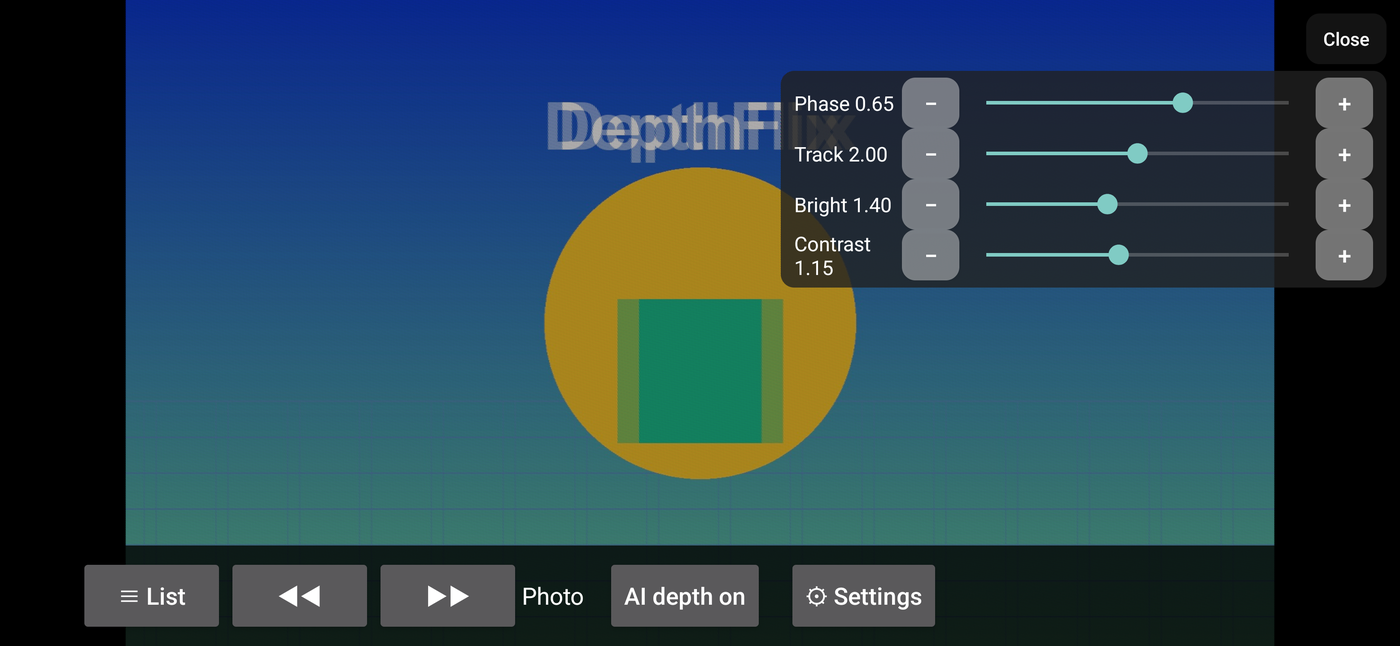 Close
DepthFlix
Phase 0.65 − +
Track 2.00 − +
Bright 1.40 − +
Contrast
1.15 − +
☰ List ◀◀ ▶▶ Photo AI depth on ⚙ Settings